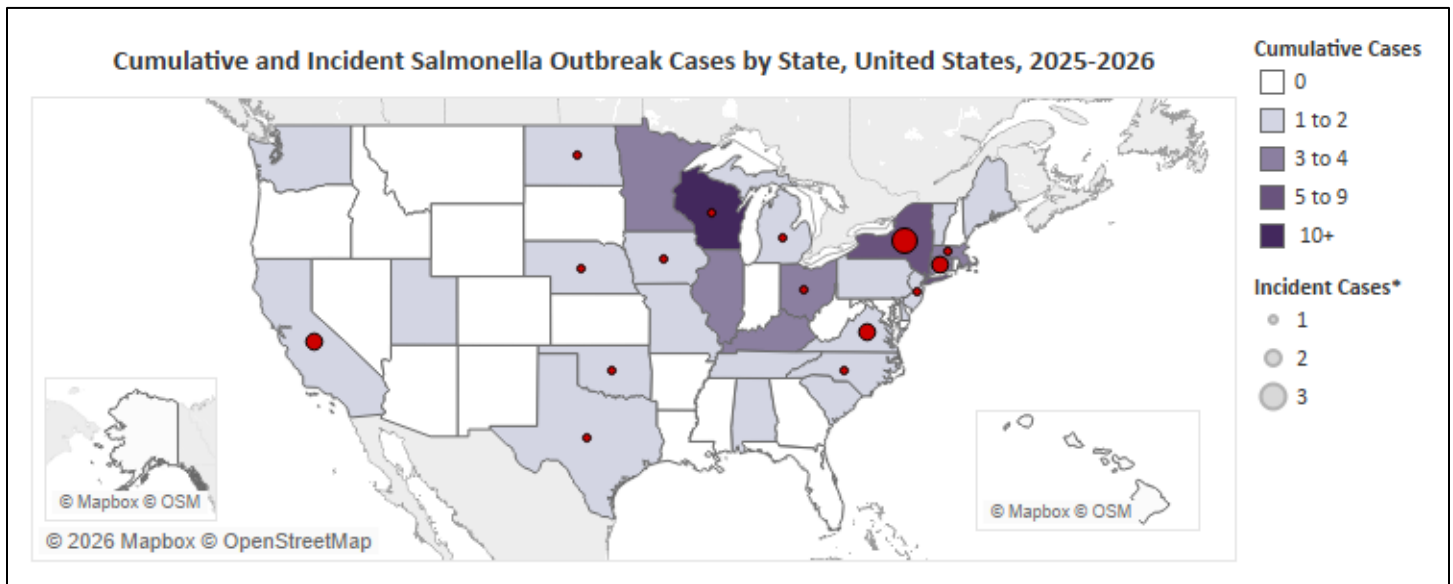 Cumulative and Incident Salmonella Outbreak Cases by State, United States, 2025-2026
Cumulative Cases
0
1 to 2
3 to 4
5 to 9
10+
Incident Cases*
1
2
3
© Mapbox © OSM
© Mapbox © OSM
© 2026 Mapbox © OpenStreetMap